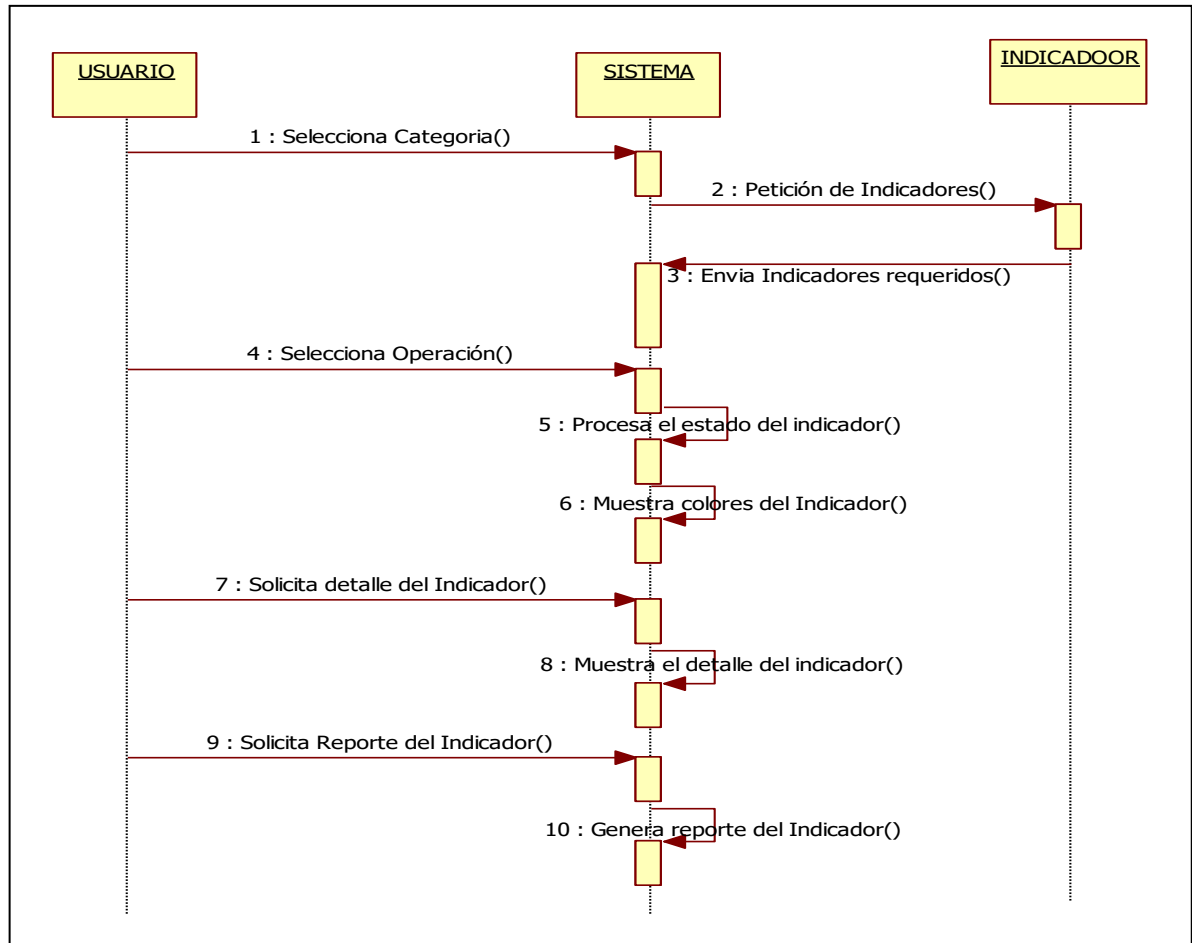 USUARIO
SISTEMA
INDICADOOR
1 : Selecciona Categoria()
2 : Petición de Indicadores()
3 : Envia Indicadores requeridos()
4 : Selecciona Operación()
5 : Procesa el estado del indicador()
6 : Muestra colores del Indicador()
7 : Solicita detalle del Indicador()
8 : Muestra el detalle del indicador()
9 : Solicita Reporte del Indicador()
10 : Genera reporte del Indicador()